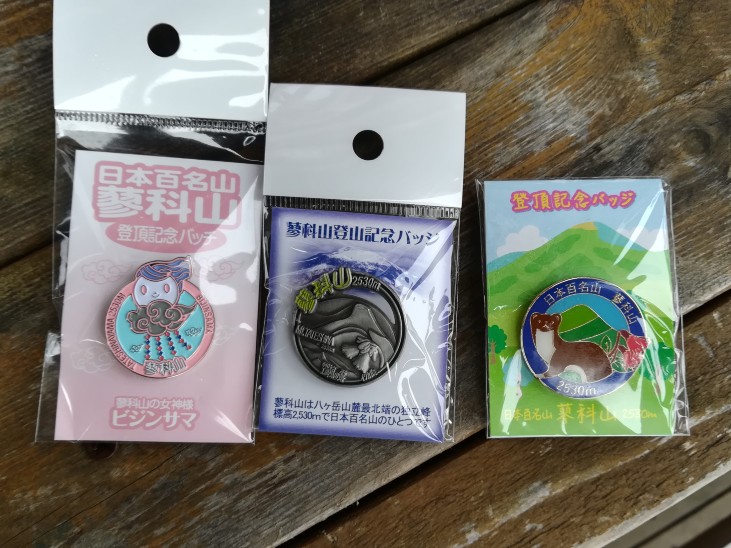 日本百名山
蓼科山
登頂記念バッチ
蓼科山
蓼科山の女神様
ビジンサマ
蓼科山登山記念バッジ
蓼科山 2530m
蓼科山は八ヶ岳山麓最北端の独立峰
標高2,530mで日本百名山のひとつです
登頂記念バッジ
日本百名山 蓼科山
2530m
日本百名山 蓼科山 2530m